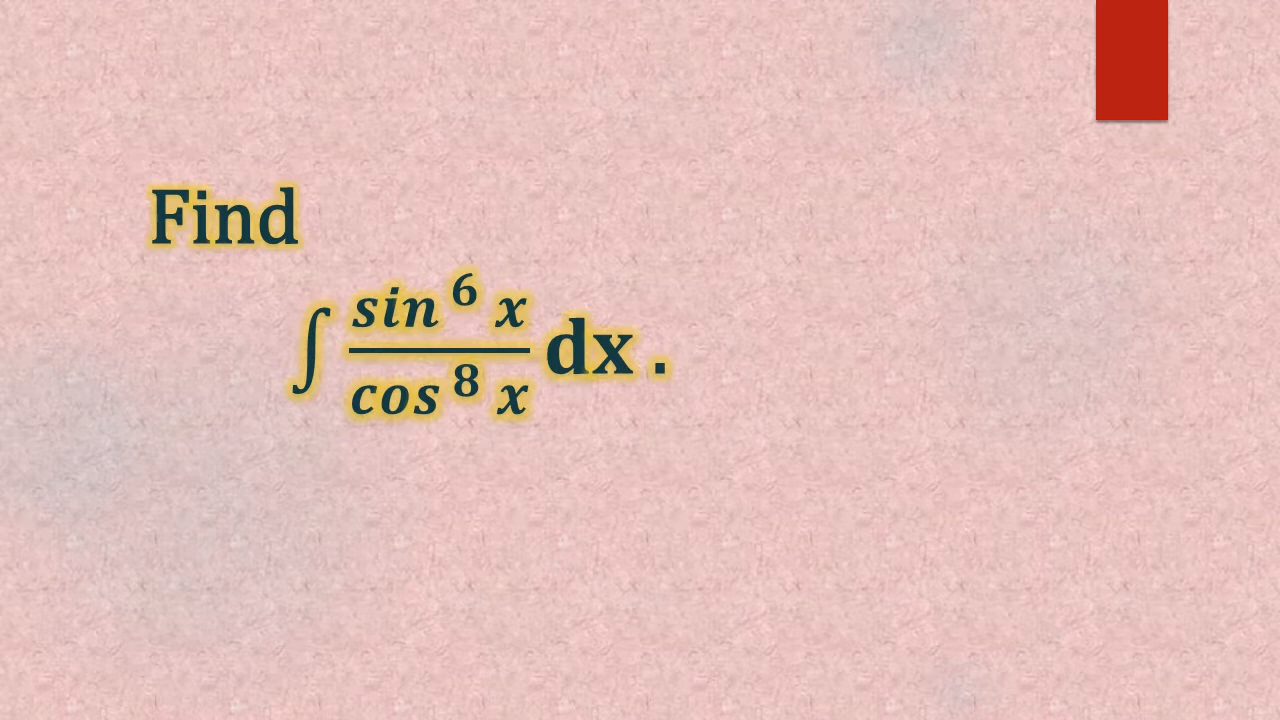 Find
∫ sin⁶ x / cos⁸ x dx .